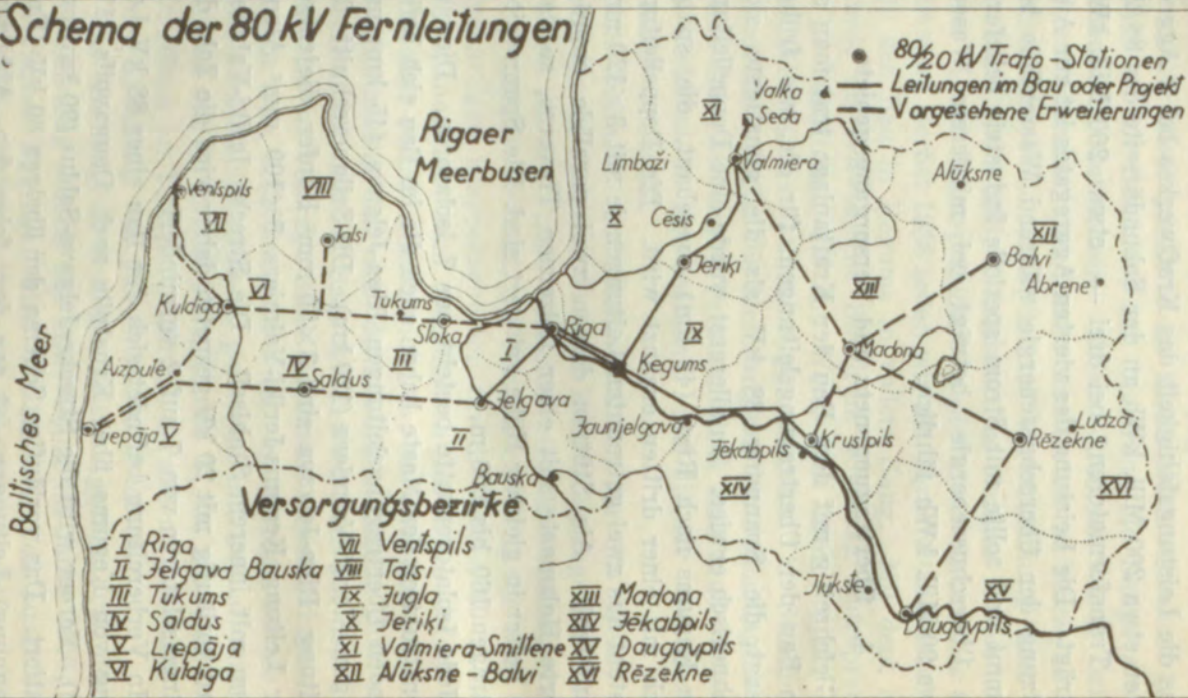 Schema der 80 kV Fernleitungen
80/20 kV Trafo-Stationen
Leitungen im Bau oder Projekt
Vorgesehene Erweiterungen
Rigaer
Meerbusen
Baltisches Meer
Valka
XI
Seda
Limbaži
Valmiera
Alūksne
Ventspils
VIII
VII
X
Cēsis
XII
Talsi
Jeriķi
Balvi
Abrene
XIII
Kuldīga
VI
Tukums
Sloka
Rīga
IX
I
Madona
III
Ķegums
Aizpute
IV
Saldus
Jelgava
Liepāja
V
II
Jaunjelgava
Jēkabpils
Krustpils
Rēzekne
Ludza
Bauska
XIV
XVI
Ilūkste
XV
Daugavpils
Versorgungsbezirke
I Rīga
II Jelgava Bauska
III Tukums
IV Saldus
V Liepāja
VI Kuldīga
VII Ventspils
VIII Talsi
IX Jugla
X Jeriķi
XI Valmiera-Smiltene
XII Alūksne - Balvi
XIII Madona
XIV Jēkabpils
XV Daugavpils
XVI Rēzekne